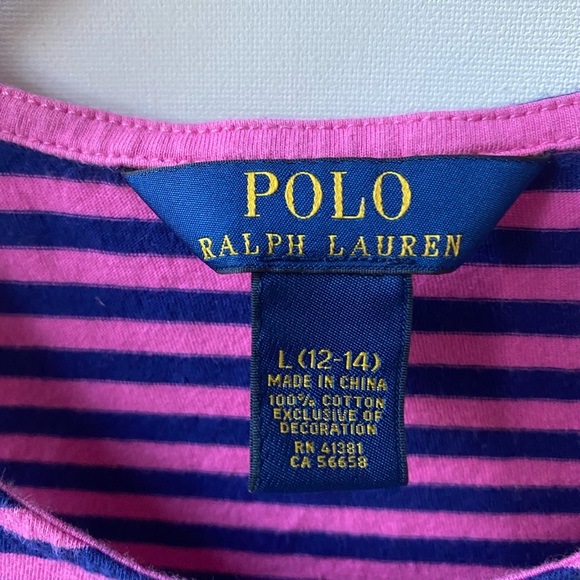 POLO
RALPH LAUREN
L (12-14)
MADE IN CHINA
100% COTTON
EXCLUSIVE OF
DECORATION
RN 41381
CA 56658